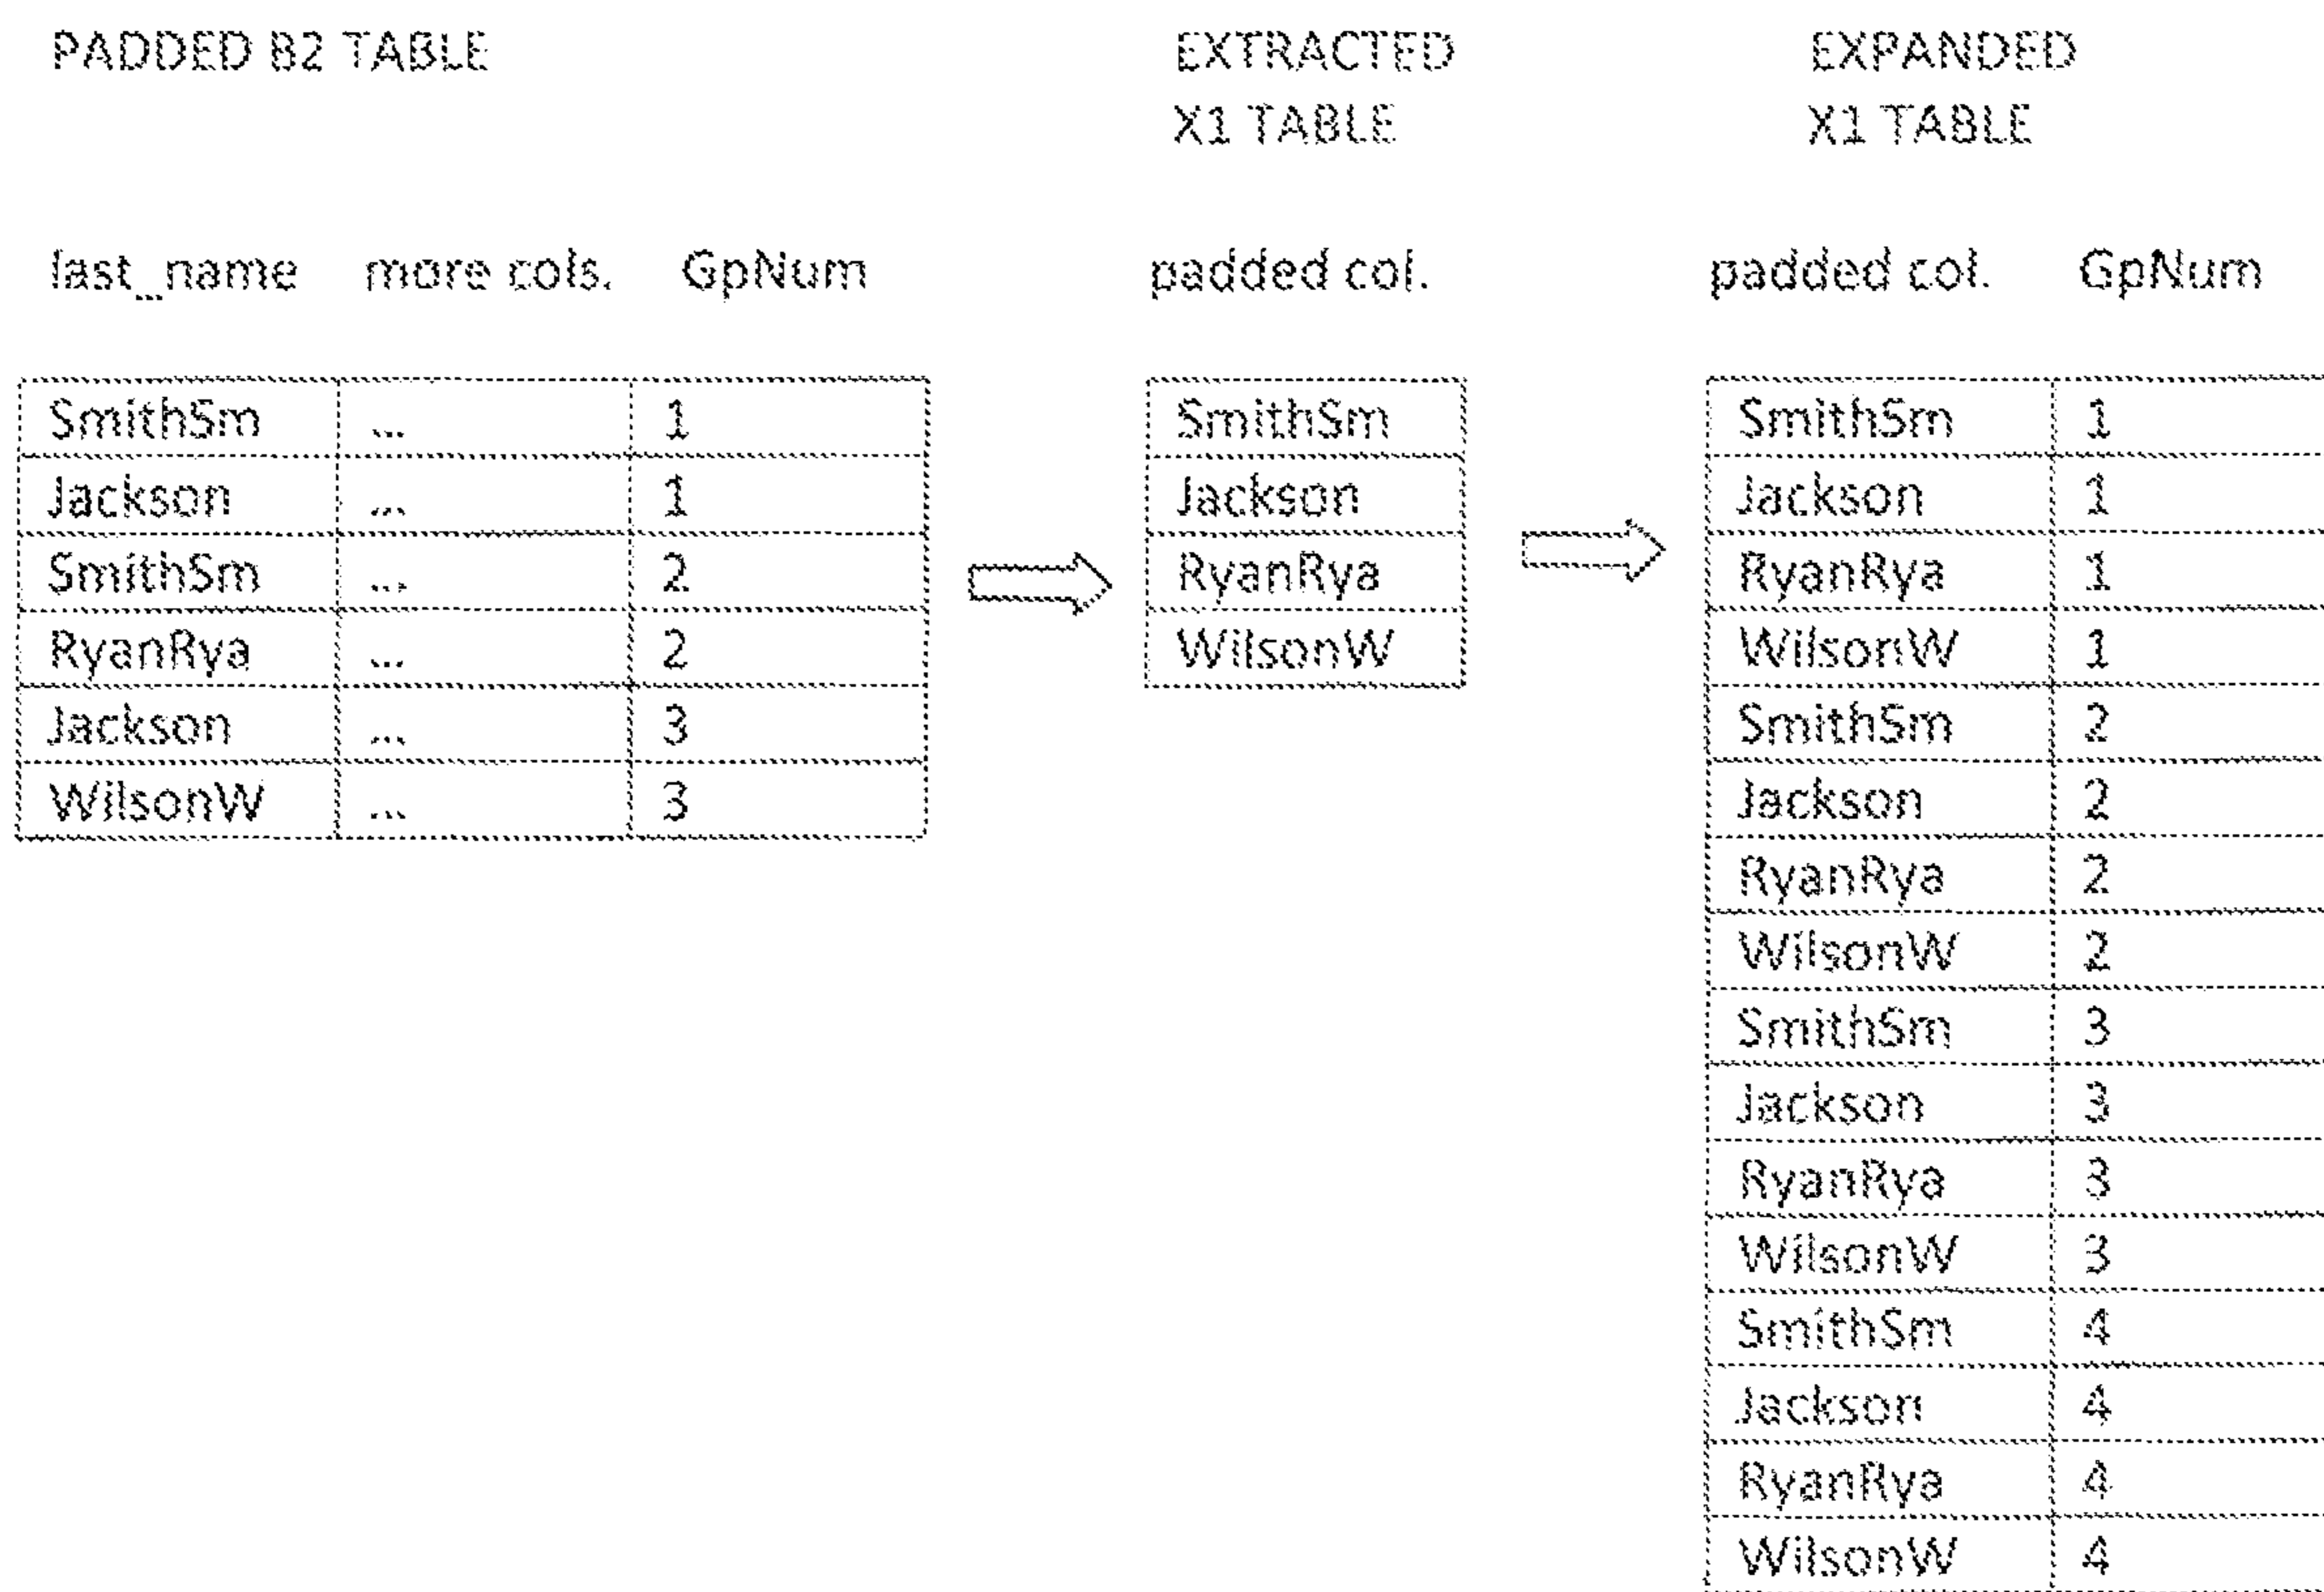 PADDED B2 TABLE
last_name more cols. GpNum
SmithSm ... 1
Jackson ... 1
SmithSm ... 2
RyanRya ... 2
Jackson ... 3
WilsonW ... 3
EXTRACTED
X1 TABLE
padded col.
SmithSm
Jackson
RyanRya
WilsonW
EXPANDED
X1 TABLE
padded col. GpNum
SmithSm 1
Jackson 1
RyanRya 1
WilsonW 1
SmithSm 2
Jackson 2
RyanRya 2
WilsonW 2
SmithSm 3
Jackson 3
RyanRya 3
WilsonW 3
SmithSm 4
Jackson 4
RyanRya 4
WilsonW 4